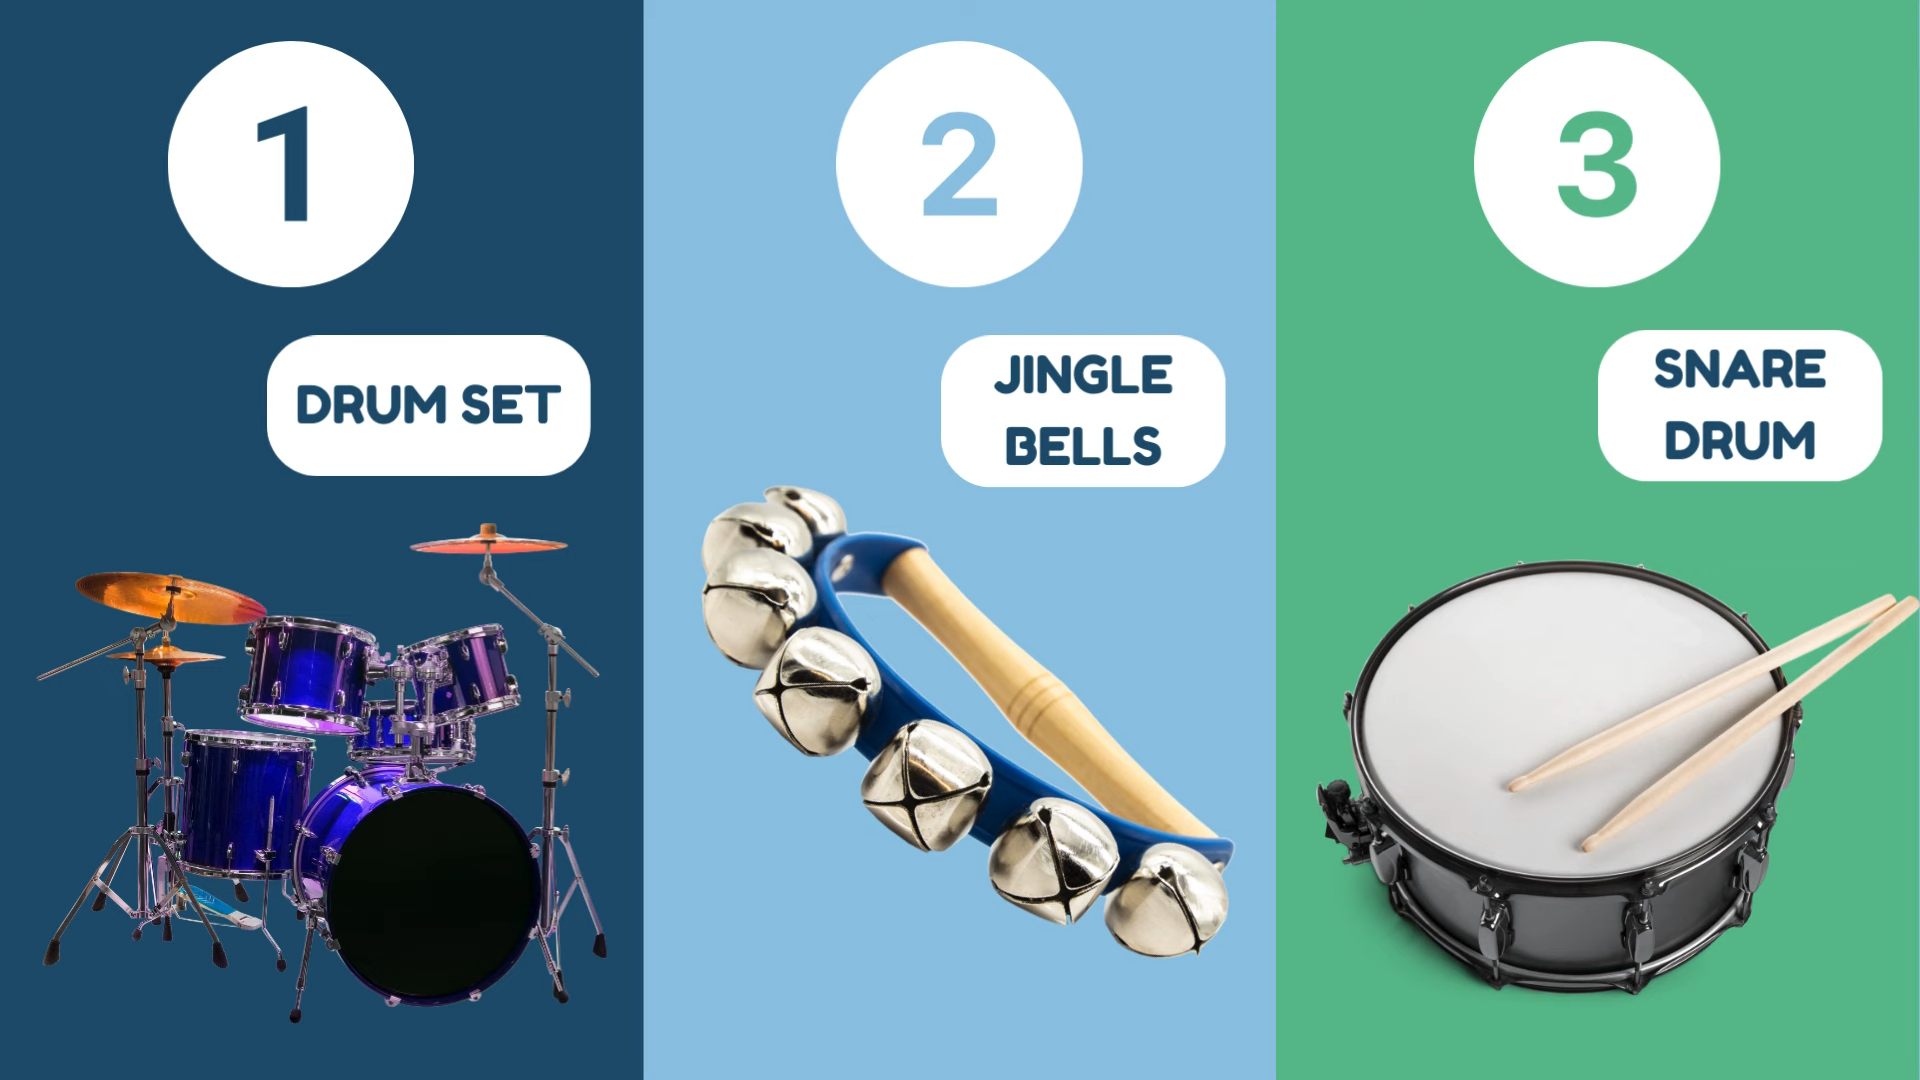 1
2
3
DRUM SET
JINGLE
BELLS
SNARE
DRUM